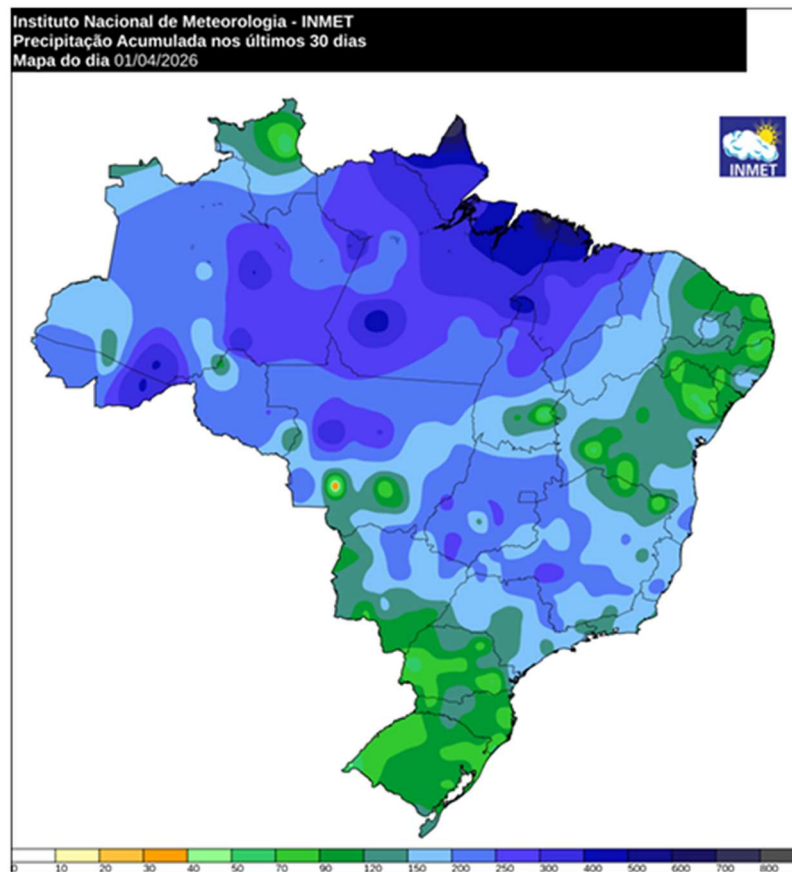 Instituto Nacional de Meteorologia - INMET
Precipitação Acumulada nos últimos 30 dias
Mapa do dia 01/04/2026
INMET
0 10 20 30 40 50 70 90 120 150 200 250 300 400 500 600 700 800